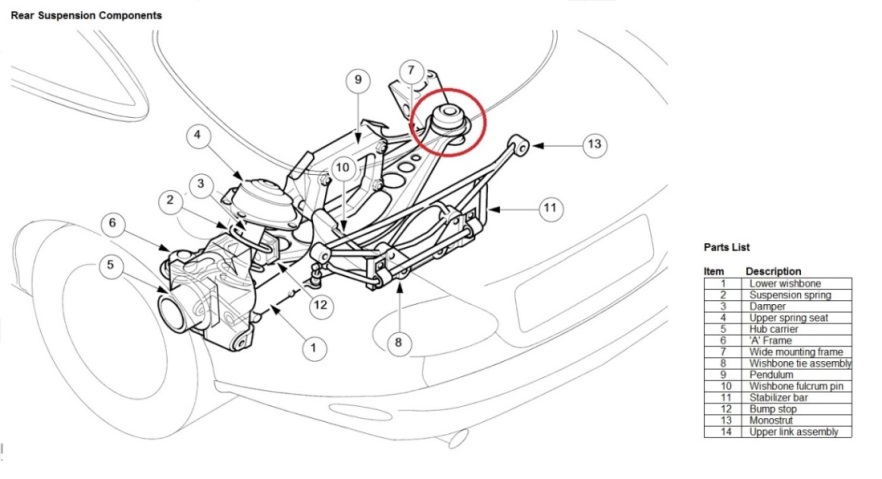 Rear Suspension Components
9
7
4
13
10
3
2
11
6
5
12
8
1
Parts List
Item Description
1 Lower wishbone
2 Suspension spring
3 Damper
4 Upper spring seat
5 Hub carrier
6 'A' Frame
7 Wide mounting frame
8 Wishbone tie assembly
9 Pendulum
10 Wishbone fulcrum pin
11 Stabilizer bar
12 Bump stop
13 Monostrut
14 Upper link assembly